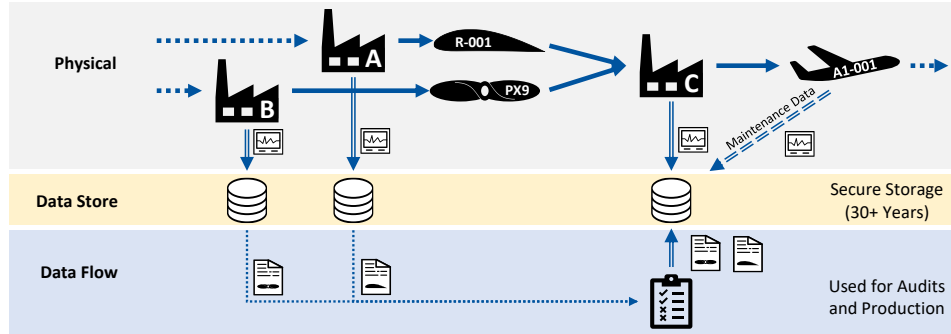 Physical
A
R-001
B
PX9
C
A1-001
Maintenance Data
Data Store
Secure Storage
(30+ Years)
Data Flow
Used for Audits
and Production